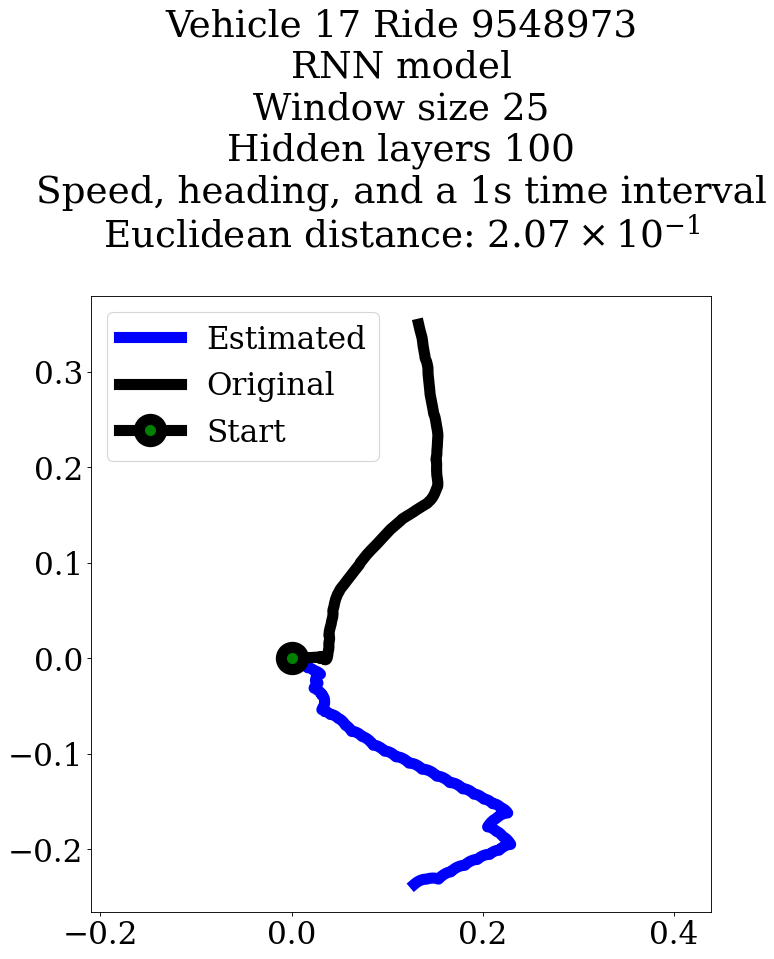 Vehicle 17 Ride 9548973
RNN model
Window size 25
Hidden layers 100
Speed, heading, and a 1s time interval
Euclidean distance: 2.07 × 10⁻¹
Estimated
Original
Start
0.3
0.2
0.1
0.0
−0.1
−0.2
−0.2 0.0 0.2 0.4